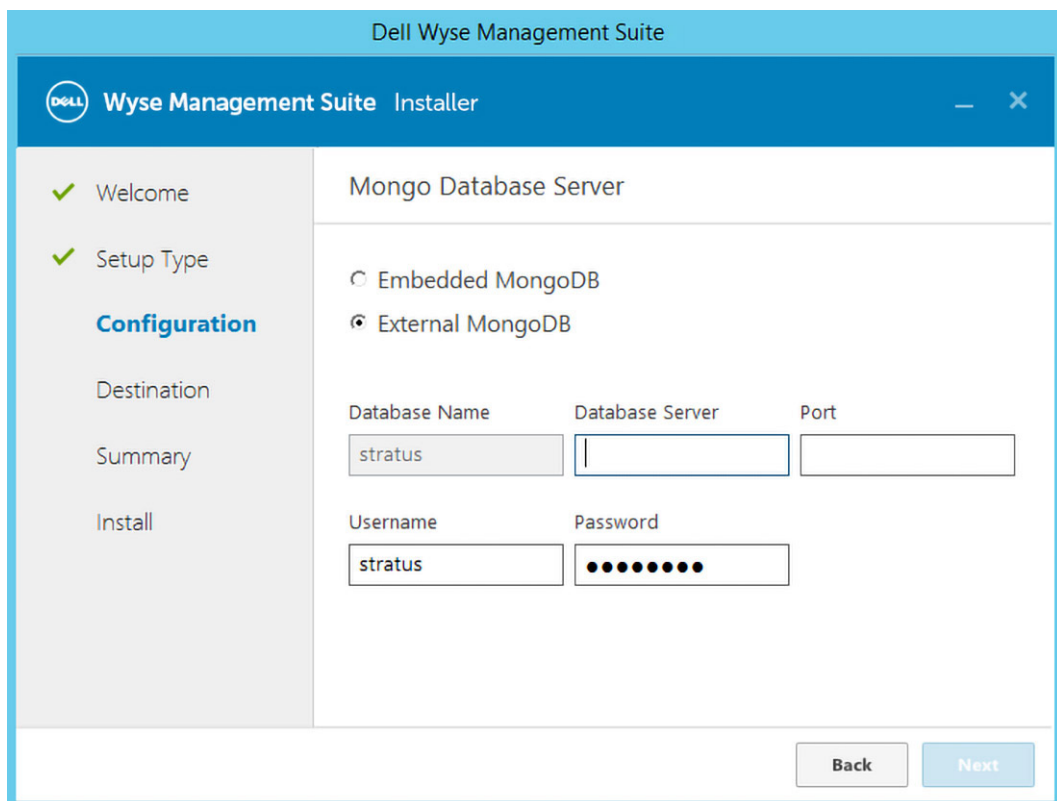 Dell Wyse Management Suite
DELL Wyse Management Suite Installer
Welcome
Mongo Database Server
Setup Type
Embedded MongoDB
Configuration
External MongoDB
Destination
Database Name Database Server Port
Summary
stratus
Install
Username Password
stratus ●●●●●●●●
Back Next